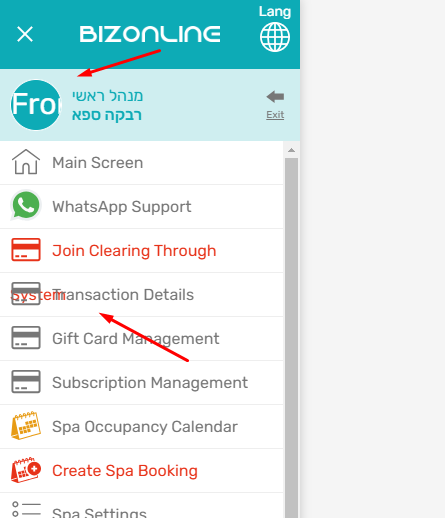 Lang
BIZONLINE
Fror
מנהל ראשי
רבקה ספא
Exit
Main Screen
WhatsApp Support
Join Clearing Through
System
Transaction Details
Gift Card Management
Subscription Management
Spa Occupancy Calendar
Create Spa Booking
Spa Settings